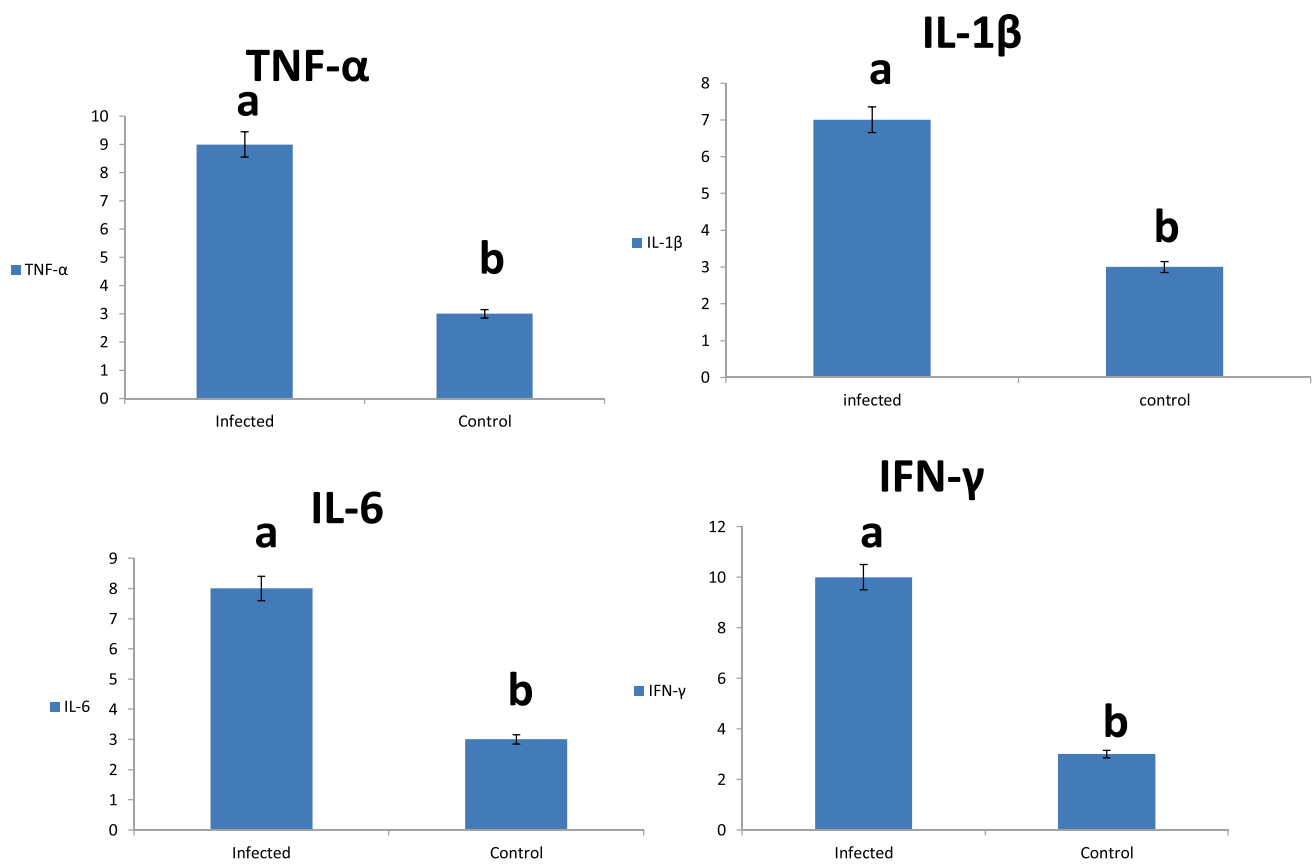 TNF-α
a
10
9
8
7
6
5
4
3
2
1
0
b
TNF-α
Infected Control
IL-1β
a
8
7
6
5
4
3
2
1
0
b
IL-1β
infected control
IL-6
a
9
8
7
6
5
4
3
2
1
0
b
IL-6
Infected Control
IFN-γ
a
12
10
8
6
4
2
0
b
IFN-γ
Infected Control